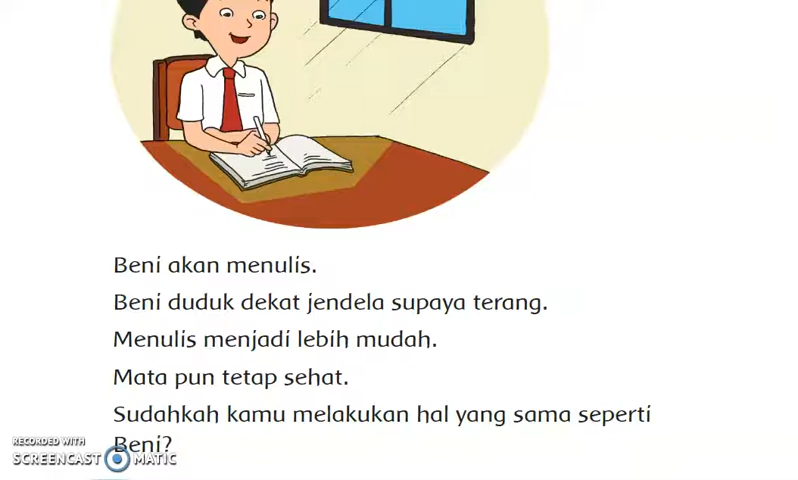 Beni akan menulis.
Beni duduk dekat jendela supaya terang.
Menulis menjadi lebih mudah.
Mata pun tetap sehat.
Sudahkah kamu melakukan hal yang sama seperti
Beni?
RECORDED WITH
SCREENCAST MATIC